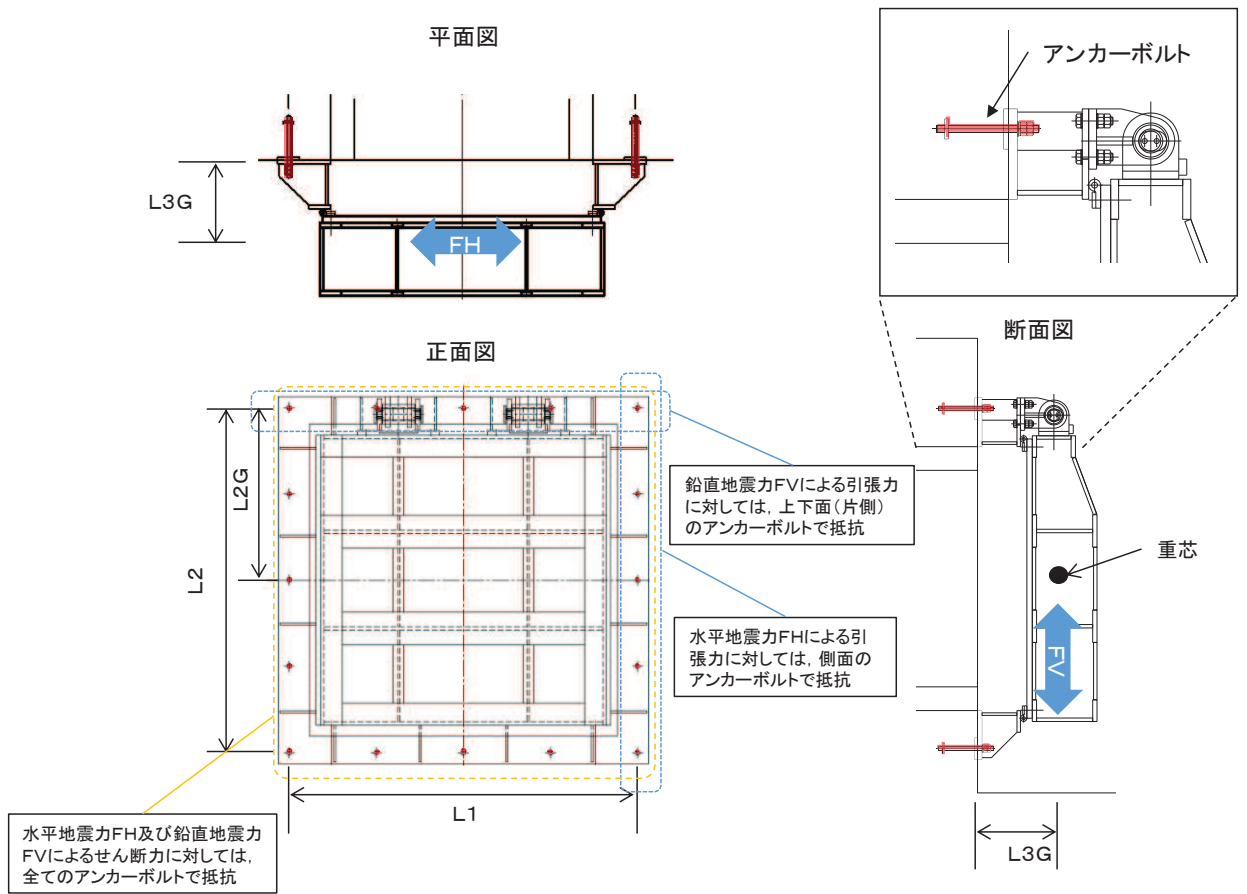 平面図
アンカーボルト
L3G
FH
正面図
断面図
L2G
L2
鉛直地震力FVによる引張力
に対しては，上下面（片側）
のアンカーボルトで抵抗
重芯
水平地震力FHによる引
張力に対しては，側面の
アンカーボルトで抵抗
FV
L1
水平地震力FH及び鉛直地震力
FVによるせん断力に対しては，
全てのアンカーボルトで抵抗
L3G